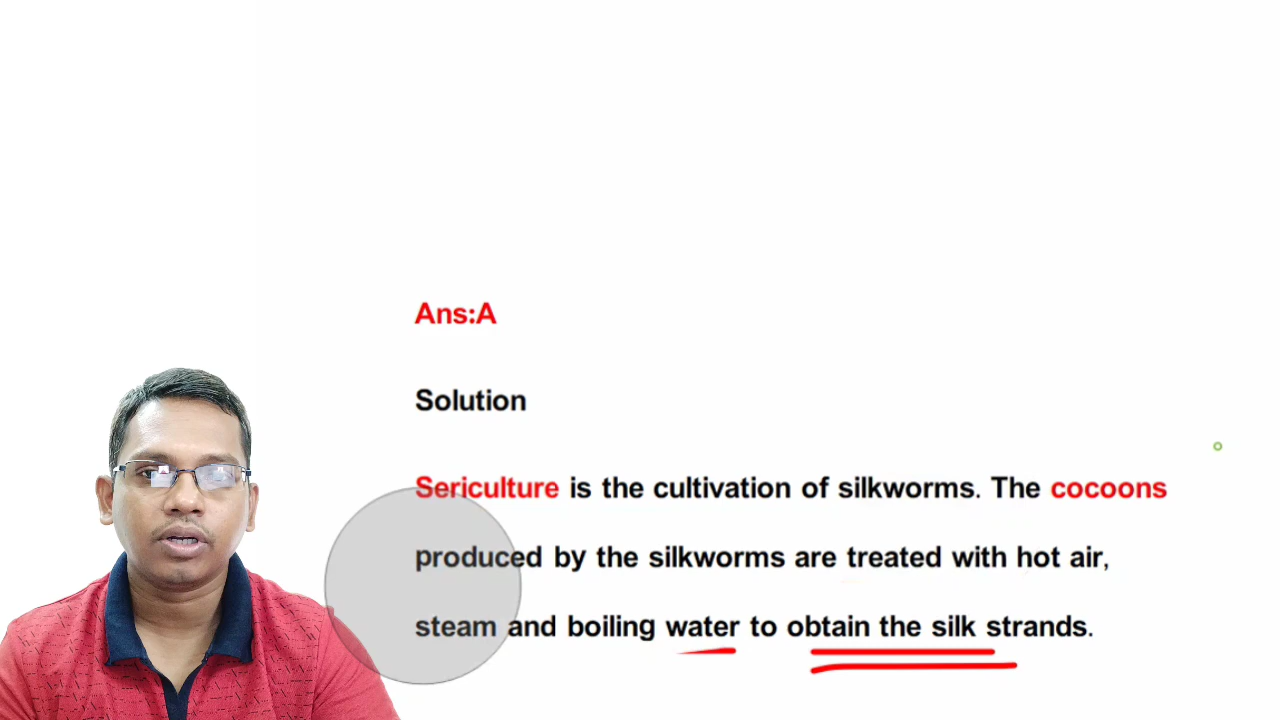 Ans:A
Solution
Sericulture is the cultivation of silkworms. The cocoons
produced by the silkworms are treated with hot air,
steam and boiling water to obtain the silk strands.